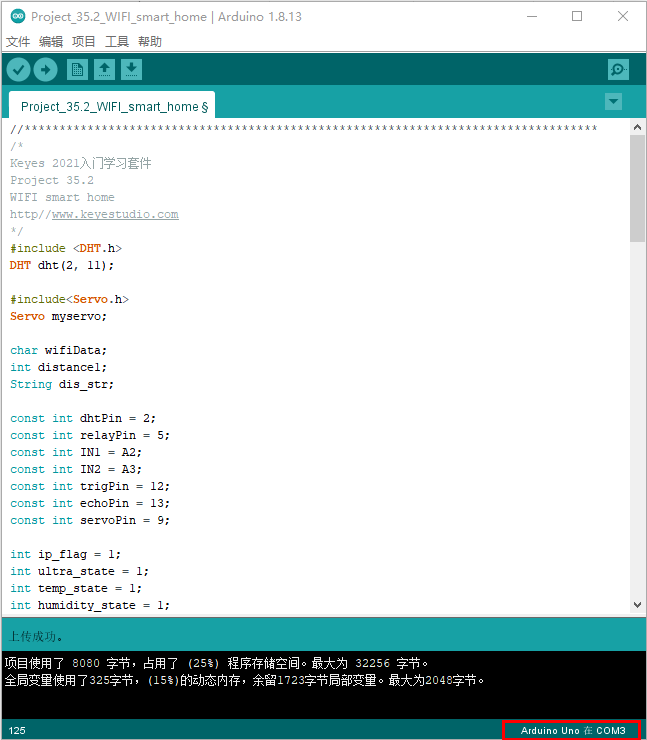 Project_35.2_WIFI_smart_home | Arduino 1.8.13
文件 编辑 项目 工具 帮助
Project_35.2_WIFI_smart_home §
//**********************************************************************************
/*
Keyes 2021入门学习套件
Project 35.2
WIFI smart home
http//www.keyestudio.com
*/
#include <DHT.h>
DHT dht(2, 11);
#include<Servo.h>
Servo myservo;
char wifiData;
int distance1;
String dis_str;
const int dhtPin = 2;
const int relayPin = 5;
const int IN1 = A2;
const int IN2 = A3;
const int trigPin = 12;
const int echoPin = 13;
const int servoPin = 9;
int ip_flag = 1;
int ultra_state = 1;
int temp_state = 1;
int humidity_state = 1;
上传成功。
项目使用了 8080 字节，占用了 (25%) 程序存储空间。最大为 32256 字节。
全局变量使用了325字节，(15%)的动态内存，余留1723字节局部变量。最大为2048字节。
125
Arduino Uno 在 COM3